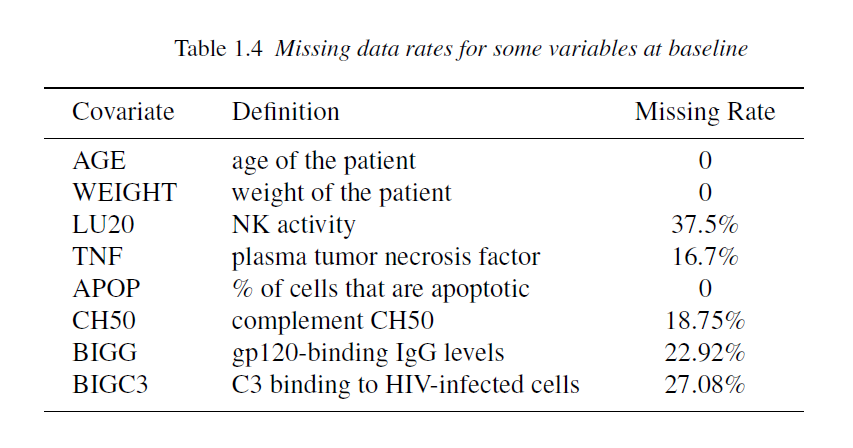 Table 1.4 Missing data rates for some variables at baseline
Covariate Definition Missing Rate
AGE age of the patient 0
WEIGHT weight of the patient 0
LU20 NK activity 37.5%
TNF plasma tumor necrosis factor 16.7%
APOP % of cells that are apoptotic 0
CH50 complement CH50 18.75%
BIGG gp120-binding IgG levels 22.92%
BIGC3 C3 binding to HIV-infected cells 27.08%